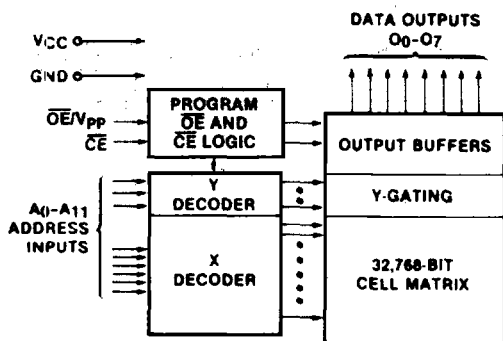 DATA OUTPUTS
O0-O7
VCC
GND
OE/VPP
CE
PROGRAM
OE AND
CE LOGIC
OUTPUT BUFFERS
Y
DECODER
Y-GATING
A0-A11
ADDRESS
INPUTS
X
DECODER
32,768-BIT
CELL MATRIX